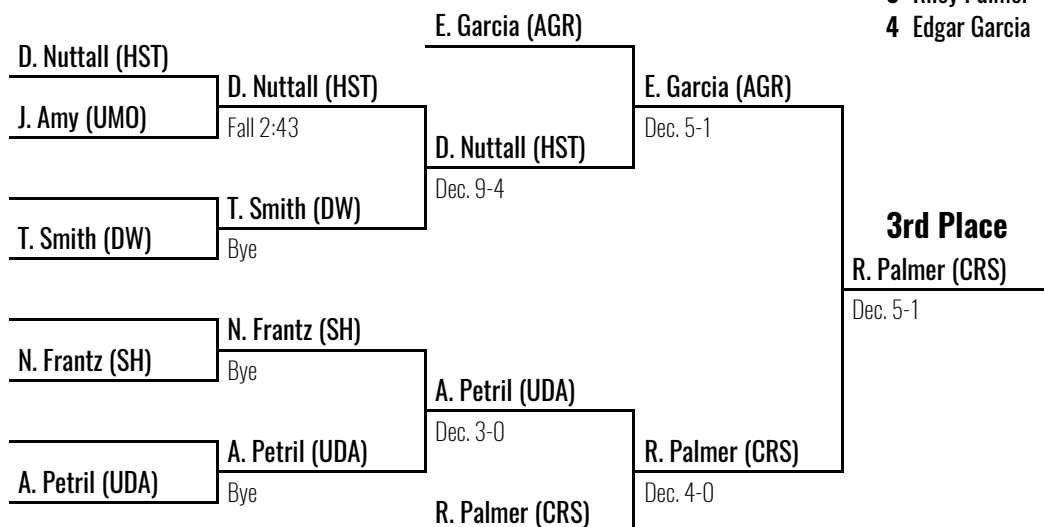 4 Edgar Garcia
E. Garcia (AGR)
D. Nuttall (HST)
D. Nuttall (HST)
E. Garcia (AGR)
J. Amy (UMO)
Fall 2:43
Dec. 5-1
D. Nuttall (HST)
Dec. 9-4
T. Smith (DW)
T. Smith (DW)
Bye
3rd Place
R. Palmer (CRS)
Dec. 5-1
N. Frantz (SH)
N. Frantz (SH)
Bye
A. Petril (UDA)
Dec. 3-0
A. Petril (UDA)
R. Palmer (CRS)
A. Petril (UDA)
Bye
Dec. 4-0
R. Palmer (CRS)